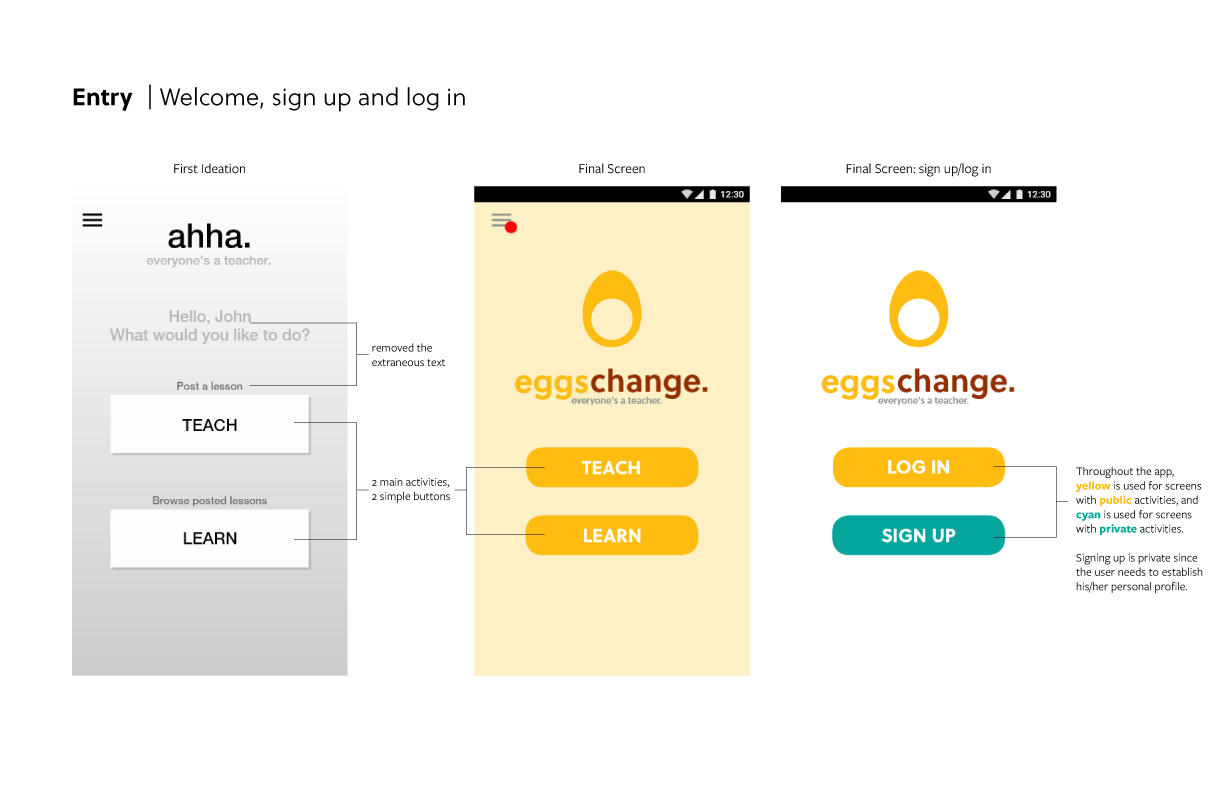 Entry | Welcome, sign up and log in
First Ideation
ahha.
everyone's a teacher.
Hello, John
What would you like to do?
Post a lesson
TEACH
Browse posted lessons
LEARN
removed the
extraneous text
2 main activities,
2 simple buttons
Final Screen
12:30
eggschange.
everyone's a teacher.
TEACH
LEARN
Final Screen: sign up/log in
12:30
eggschange.
everyone's a teacher.
LOG IN
SIGN UP
Throughout the app,
yellow is used for screens
with public activities, and
cyan is used for screens
with private activities.
Signing up is private since
the user needs to establish
his/her personal profile.